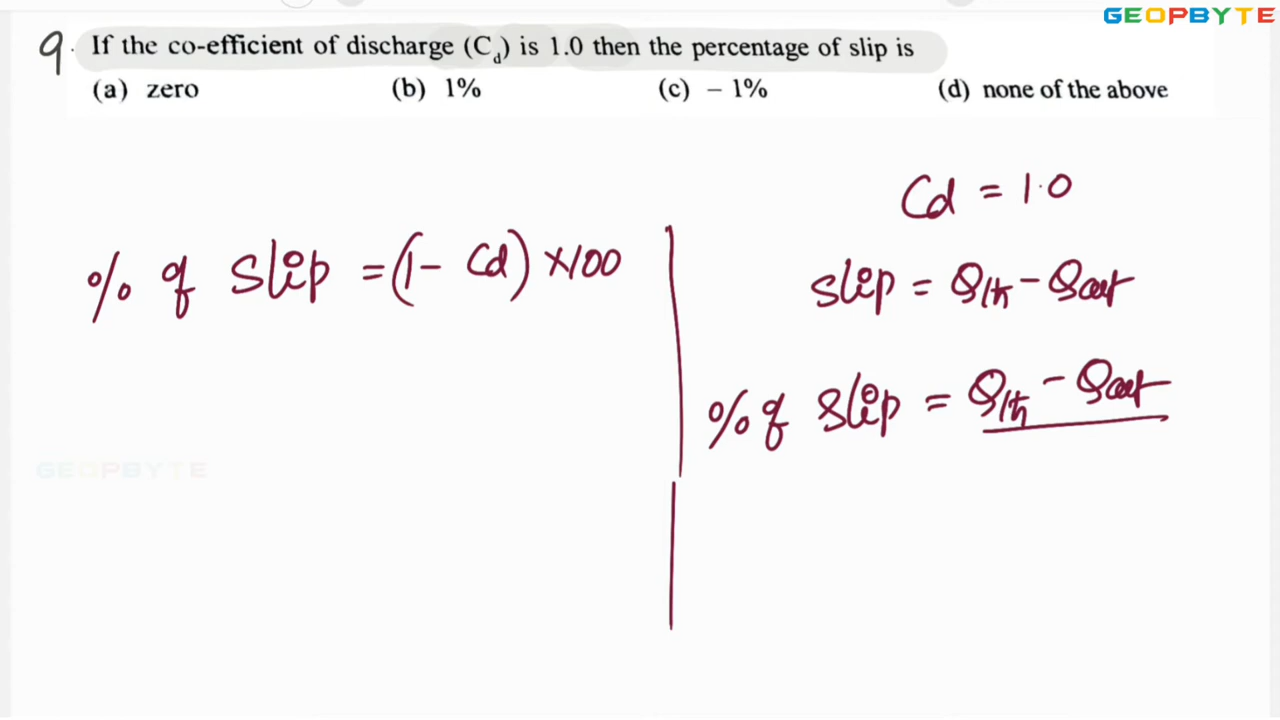 GEOPBYTE
9. If the co-efficient of discharge (Cd) is 1.0 then the percentage of slip is
(a) zero (b) 1% (c) – 1% (d) none of the above
% of slip = (1 – Cd) ×100
Cd = 1.0
slip = Qth – Qact
% of slip = Qth – Qact
GEOPBYTE